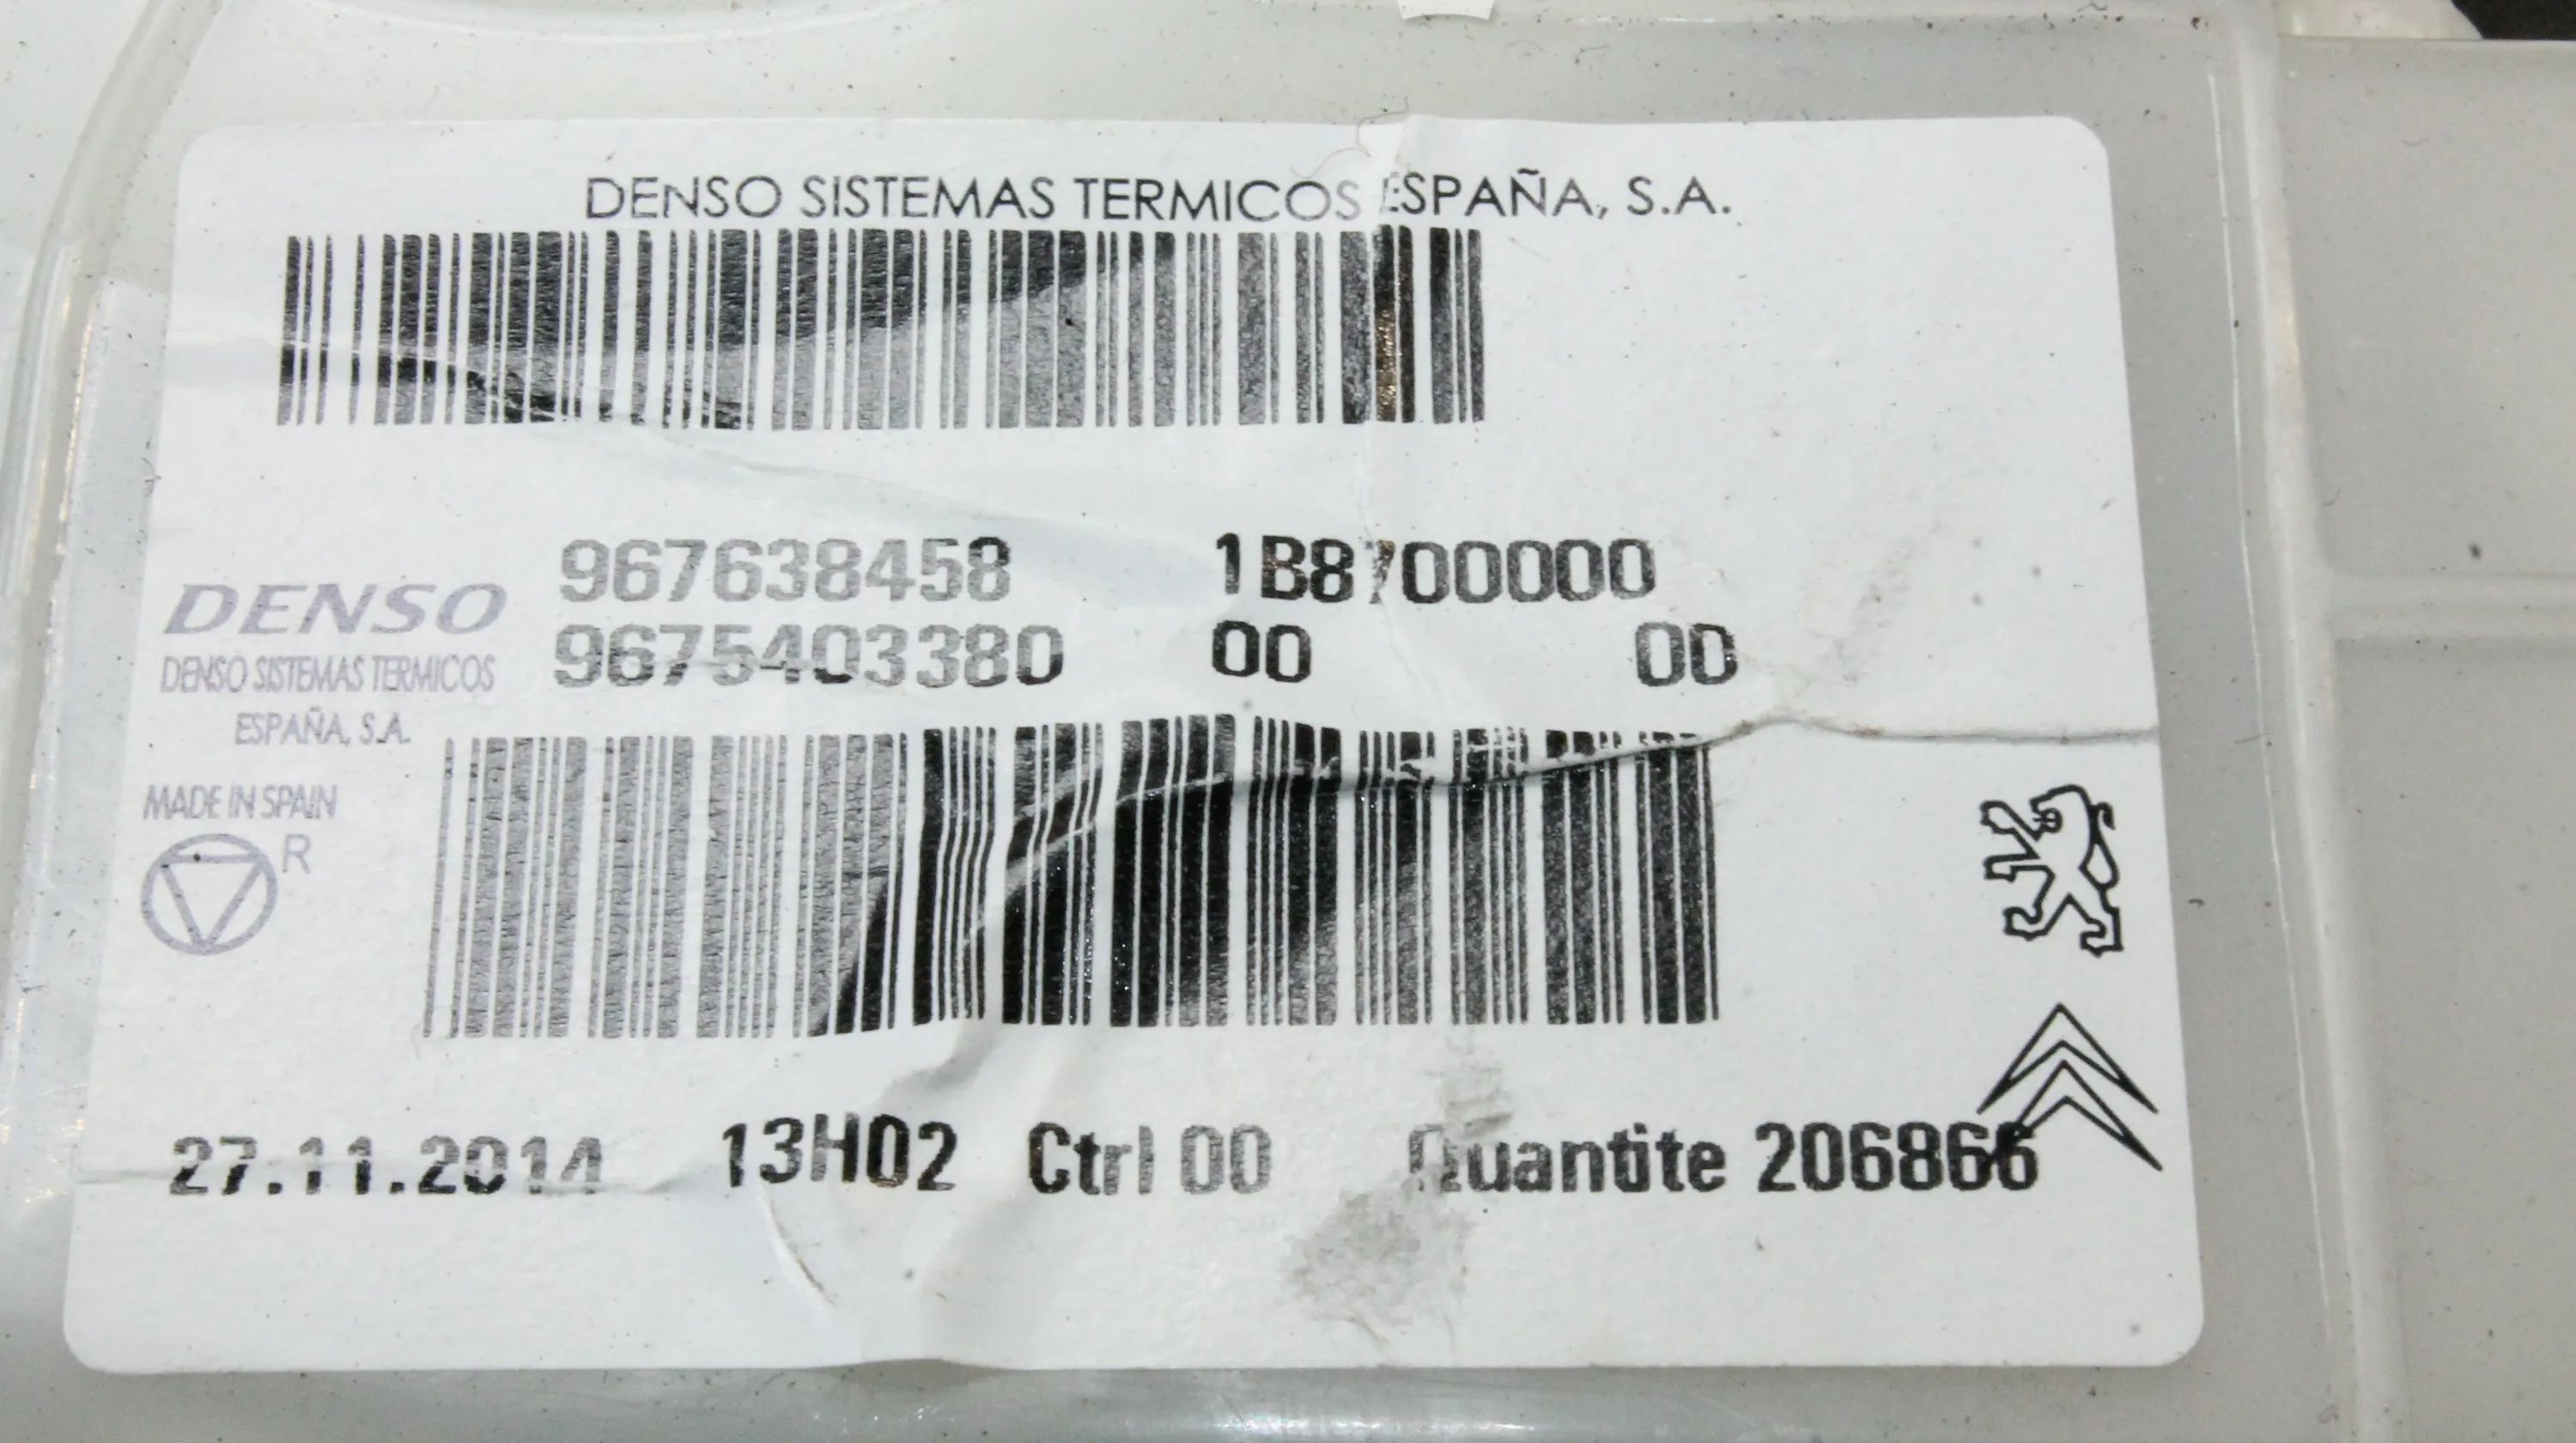 DENSO SISTEMAS TERMICOS ESPAÑA, S.A.
967638458 1B8700000
9675403380 00 00
DENSO
DENSO SISTEMAS TERMICOS
ESPAÑA, S.A.
MADE IN SPAIN
R
27.11.2014 13H02 Ctrl 00 Quantite 206866